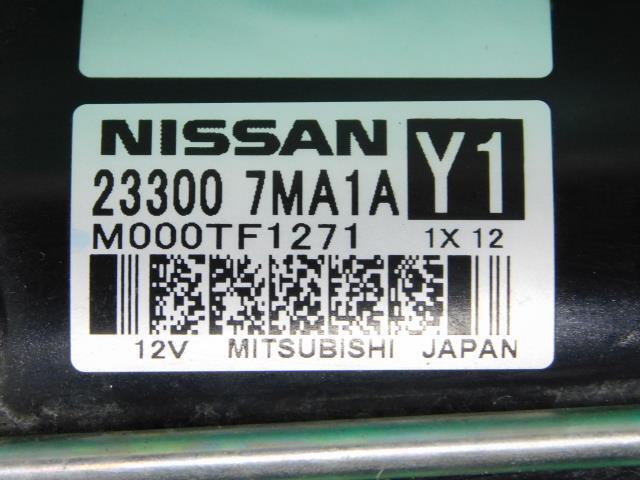 NISSAN
Y1
23300 7MA1A
M000TF1271 1X 12
12V MITSUBISHI JAPAN